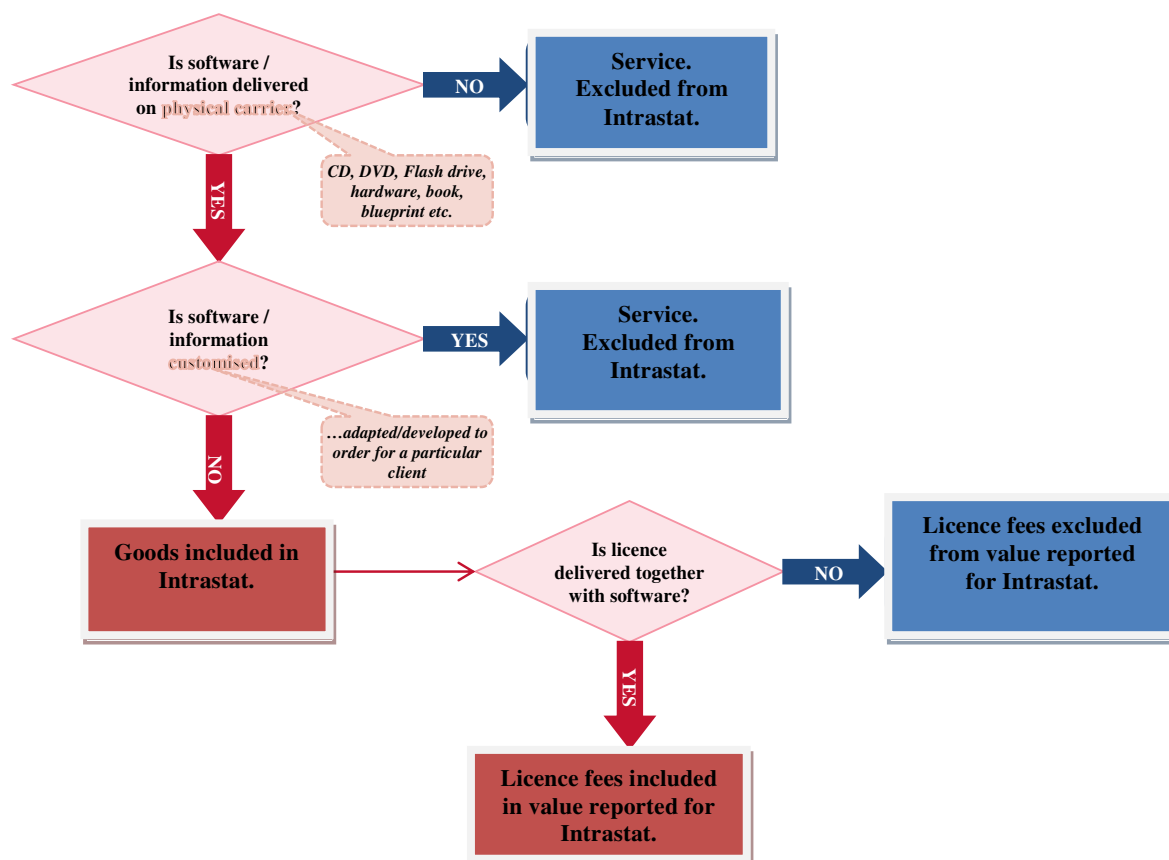 Is software /
information delivered
on physical carrier?
NO
Service.
Excluded from
Intrastat.
CD, DVD, Flash drive,
hardware, book,
blueprint etc.
YES
Is software /
information
customised?
YES
Service.
Excluded from
Intrastat.
…adapted/developed to
order for a particular
client
NO
Goods included in
Intrastat.
Is licence
delivered together
with software?
NO
Licence fees excluded
from value reported
for Intrastat.
YES
Licence fees included
in value reported for
Intrastat.